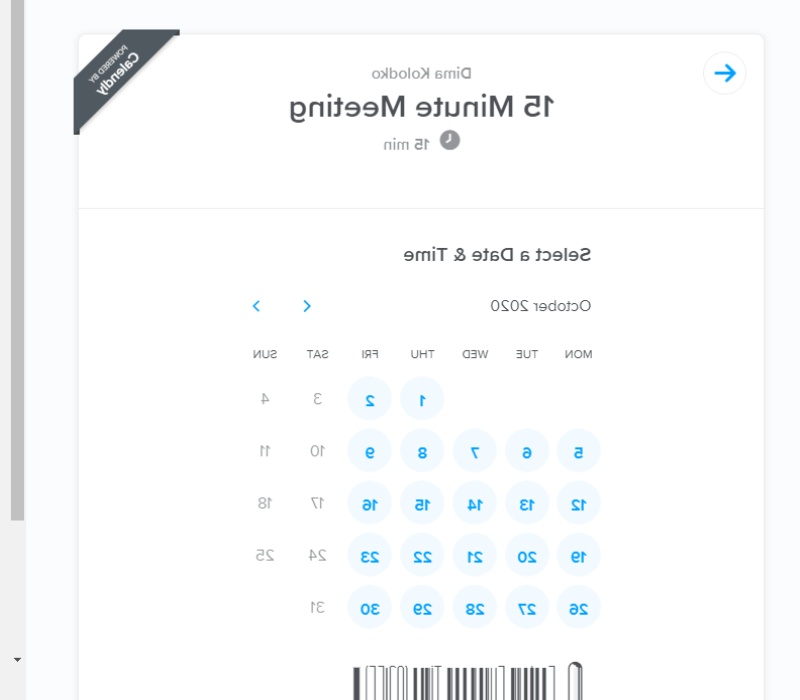 POWERED BY
Calendly
Dima Kolodko
15 Minute Meeting
15 min
Select a Date & Time
October 2020
MON TUE WED THU FRI SAT SUN
1 2 3 4
5 6 7 8 9 10 11
12 13 14 15 16 17 18
19 20 21 22 23 24 25
26 27 28 29 30 31